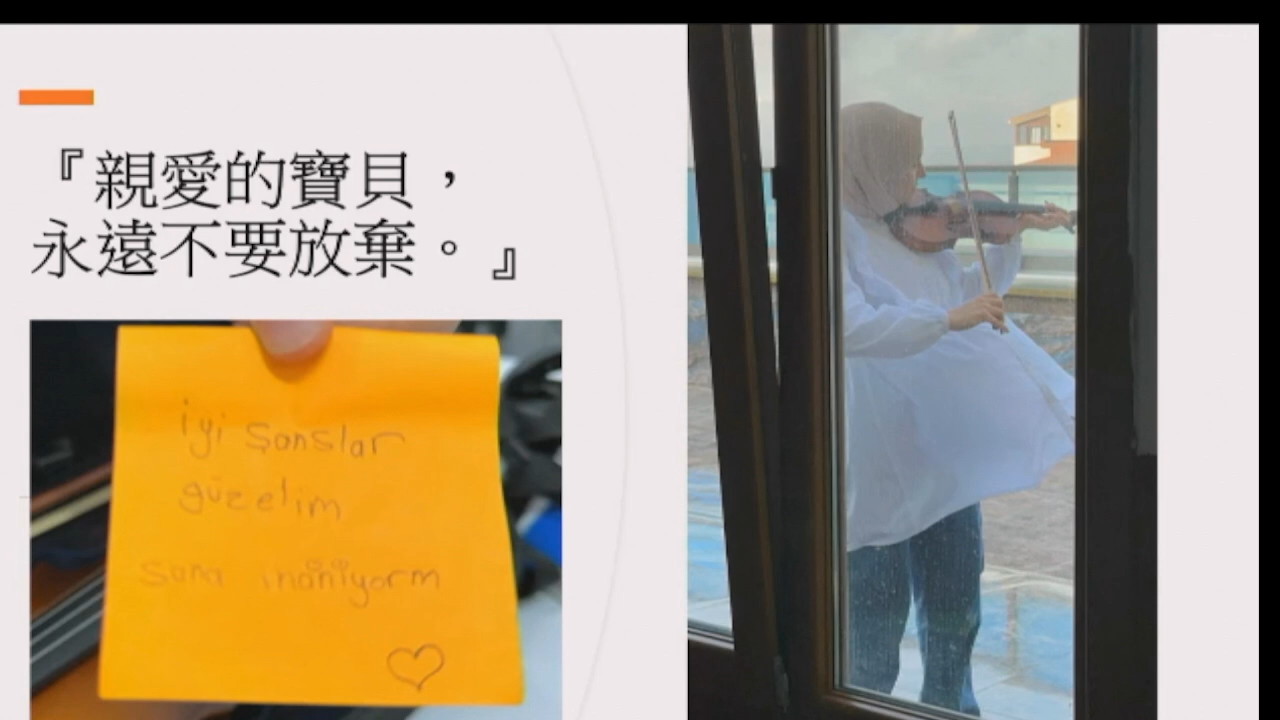 『親愛的寶貝，
永遠不要放棄。』
iyi şanslar
güzelim
sana inanıyorm